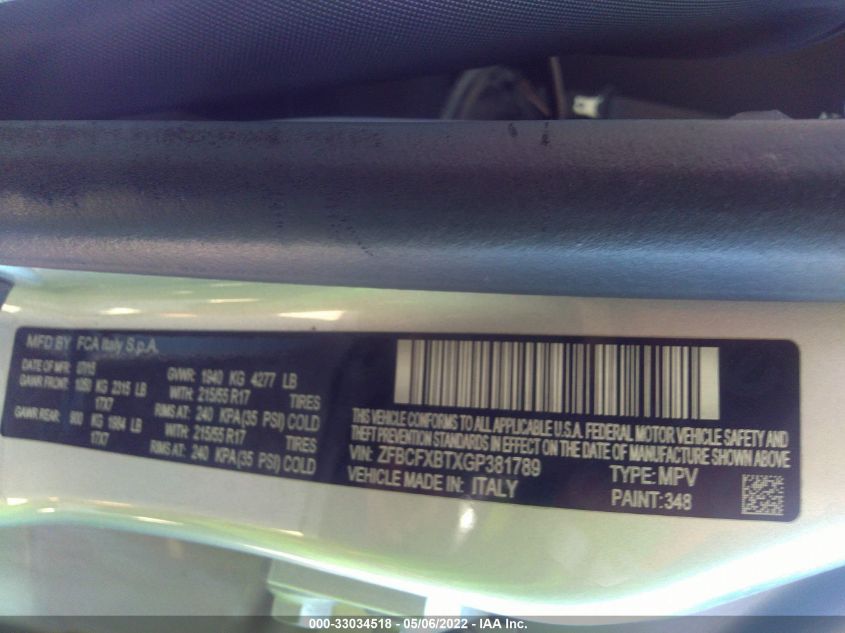 MFD BY: FCA Italy S.p.A.
DATE OF MFR: 07/15
GAWR FRONT: 1050 KG 2315 LB
17X7
GAWR REAR: 900 KG 1984 LB
17X7
GVWR: 1940 KG 4277 LB
WITH: 215/55 R17 TIRES
RIMS AT: 240 KPA(35 PSI) COLD
WITH: 215/55 R17 TIRES
RIMS AT: 240 KPA(35 PSI) COLD
THIS VEHICLE CONFORMS TO ALL APPLICABLE U.S.A. FEDERAL MOTOR VEHICLE SAFETY AND
THEFT PREVENTION STANDARDS IN EFFECT ON THE DATE OF MANUFACTURE SHOWN ABOVE
VIN: ZFBCFXBTXGP381789 TYPE: MPV
VEHICLE MADE IN: ITALY PAINT: 348
000-33034518 - 05/06/2022 - IAA Inc.